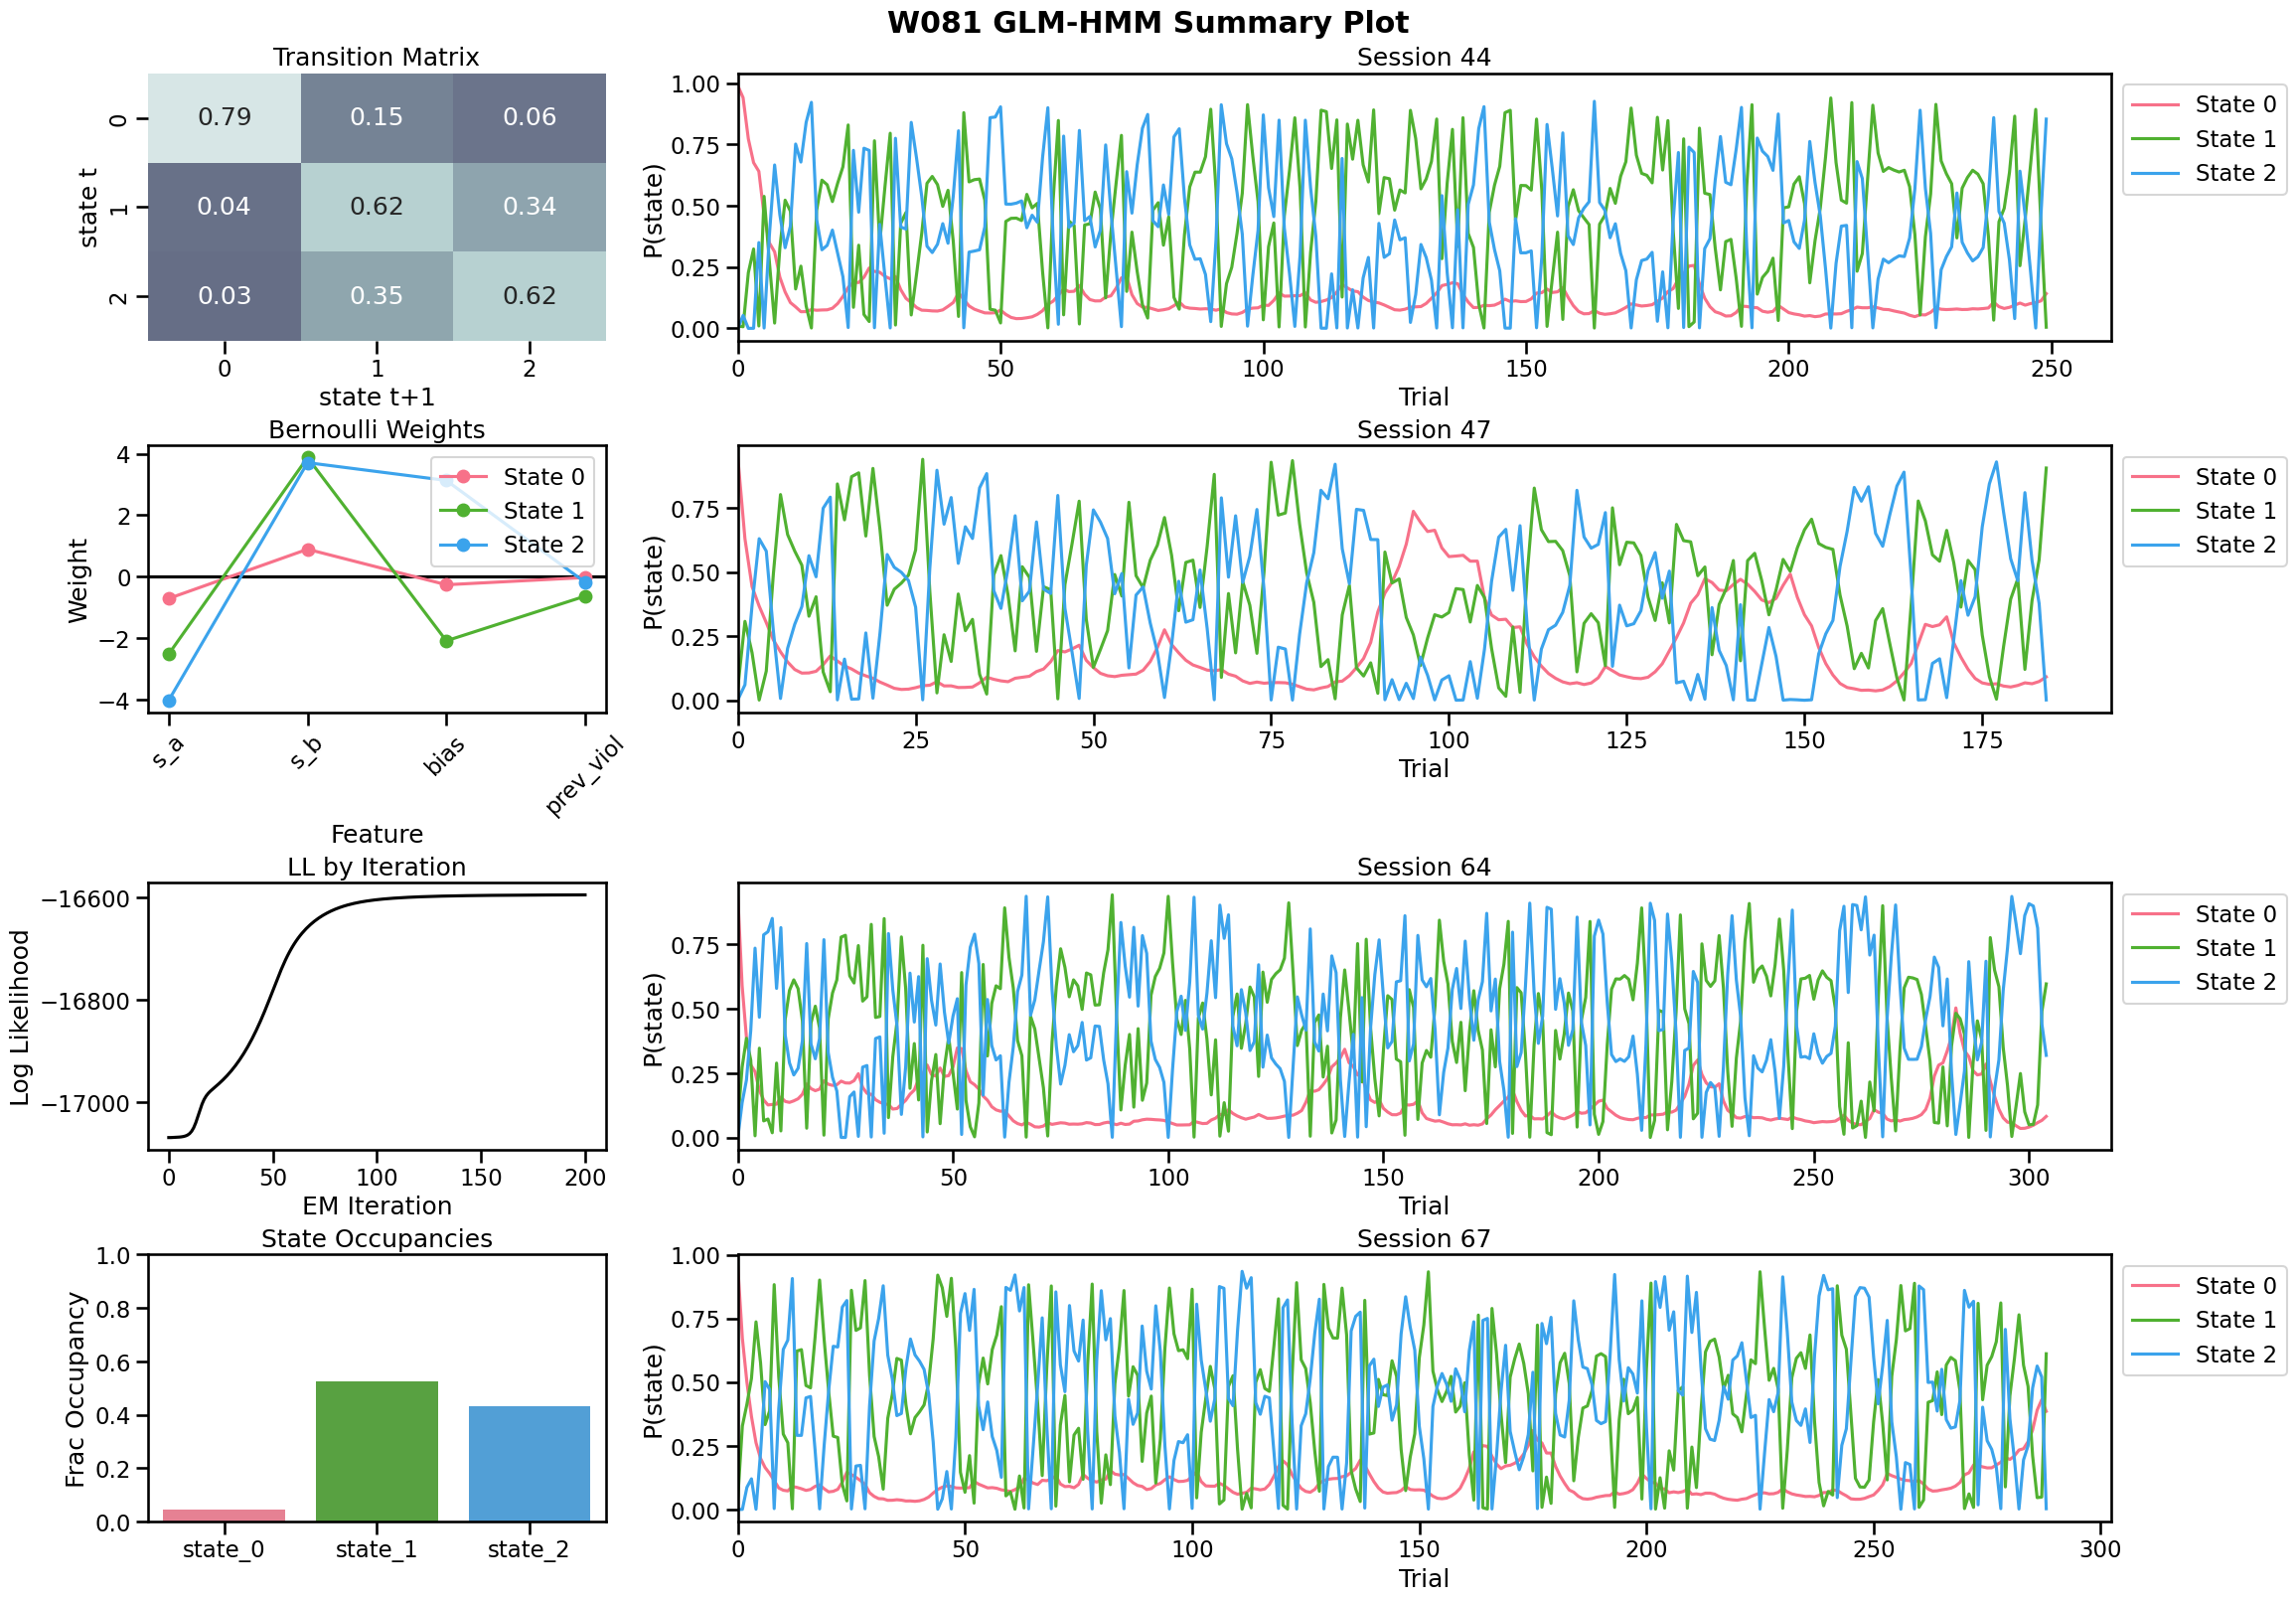 W081 GLM-HMM Summary Plot
Transition Matrix
0.79 0.15 0.06
0.04 0.62 0.34
0.03 0.35 0.62
0
1
2
state t
0 1 2
state t+1
Session 44
1.00
0.75
0.50
0.25
0.00
P(state)
0 50 100 150 200 250
Trial
State 0
State 1
State 2
Bernoulli Weights
4
2
0
−2
−4
Weight
State 0
State 1
State 2
s_a s_b bias prev_viol
Feature
Session 47
0.75
0.50
0.25
0.00
P(state)
0 25 50 75 100 125 150 175
Trial
State 0
State 1
State 2
LL by Iteration
−16600
−16800
−17000
Log Likelihood
0 50 100 150 200
EM Iteration
Session 64
0.75
0.50
0.25
0.00
P(state)
0 50 100 150 200 250 300
Trial
State 0
State 1
State 2
State Occupancies
1.0
0.8
0.6
0.4
0.2
0.0
Frac Occupancy
state_0 state_1 state_2
Session 67
1.00
0.75
0.50
0.25
0.00
P(state)
0 50 100 150 200 250 300
Trial
State 0
State 1
State 2